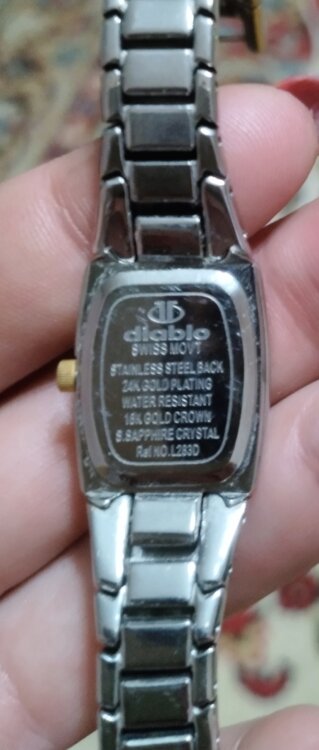 diablo
SWISS MOVT
STAINLESS STEEL BACK
24K GOLD PLATING
WATER RESISTANT
18K GOLD CROWN
S.SAPPHIRE CRYSTAL
Ref NO.L283D